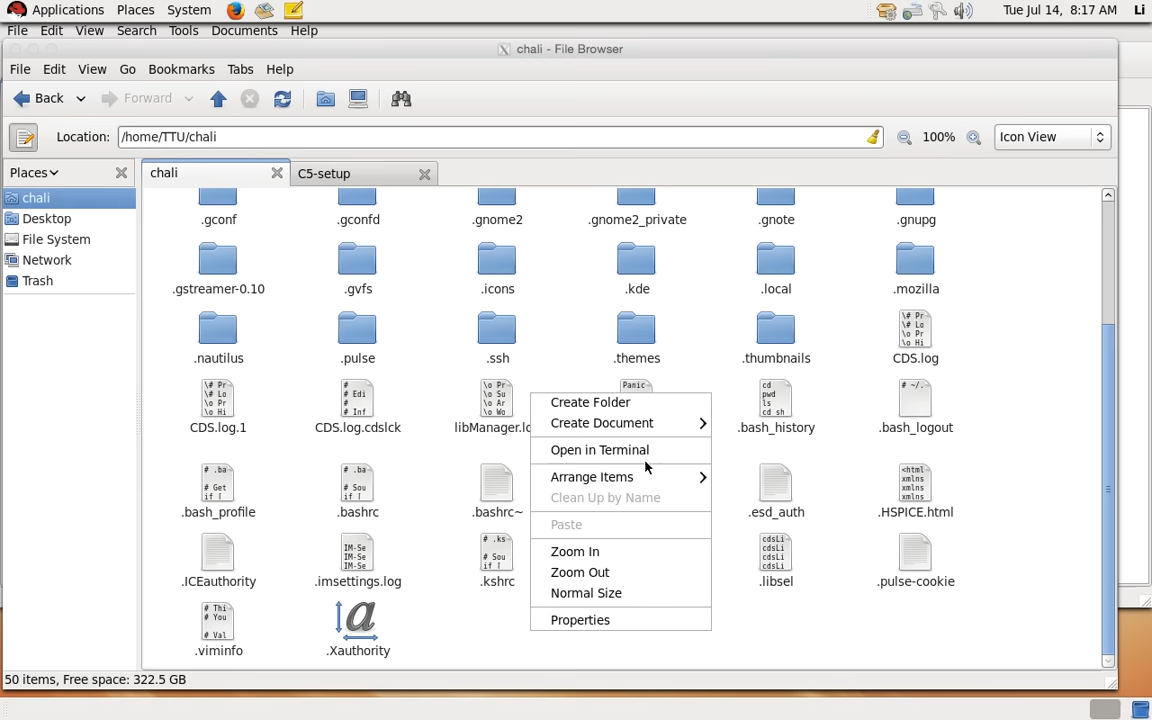 Applications Places System Tue Jul 14, 8:17 AM Li
File Edit View Search Tools Documents Help
chali - File Browser
File Edit View Go Bookmarks Tabs Help
Back Forward
Location: /home/TTU/chali 100% Icon View
Places chali C5-setup
chali
Desktop
File System
Network
Trash
.gconf .gconfd .gnome2 .gnome2_private .gnote .gnupg
.gstreamer-0.10 .gvfs .icons .kde .local .mozilla
.nautilus .pulse .ssh .themes .thumbnails CDS.log
CDS.log.1 CDS.log.cdslck libManager.lo .bash_history .bash_logout
.bash_profile .bashrc .bashrc~ .esd_auth .HSPICE.html
.ICEauthority .imsettings.log .kshrc .libsel .pulse-cookie
.viminfo .Xauthority
Create Folder
Create Document
Open in Terminal
Arrange Items
Clean Up by Name
Paste
Zoom In
Zoom Out
Normal Size
Properties
50 items, Free space: 322.5 GB